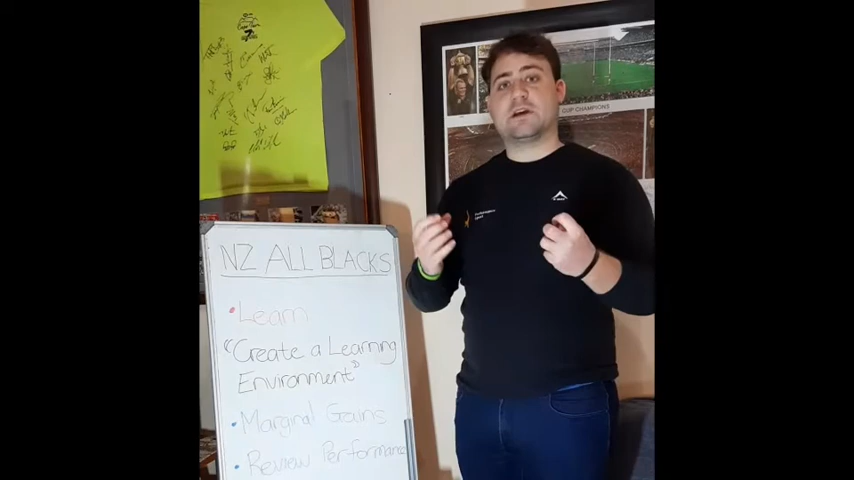 CUP CHAMPIONS
NZ ALL BLACKS
• Learn
"Create a Learning
Environment"
• Marginal Gains
• Review Performance